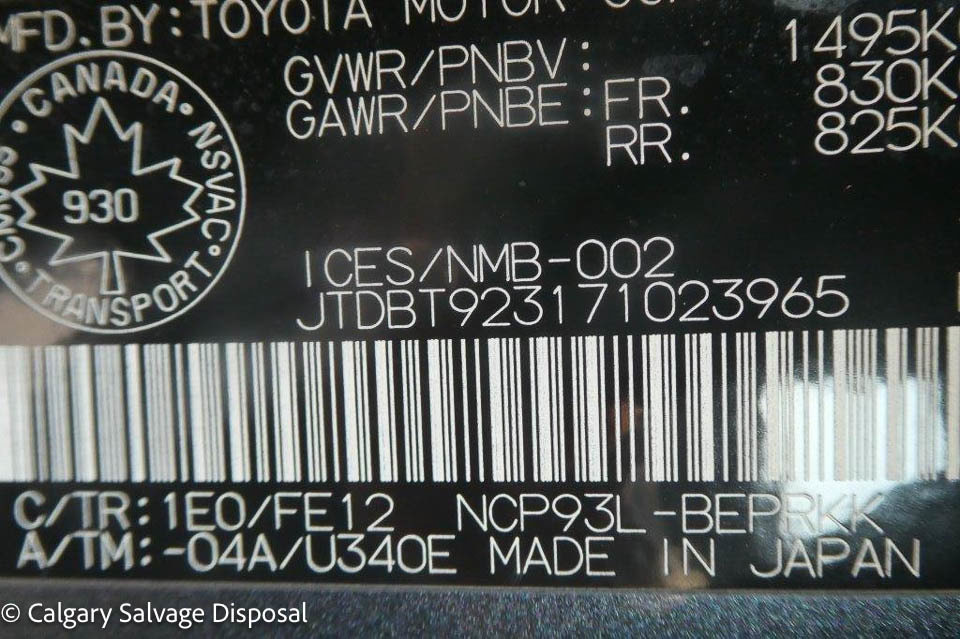 MFD. BY: TOYOTA MOTOR
GVWR/PNBV: 1495K
GAWR/PNBE: FR. 830K
RR. 825K
CANADA · NSVAC · TRANSPORT ·
930
ICES/NMB-002
JTDBT923171023965
C/TR: 1E0/FE12 NCP93L-BEPRKK
A/TM: -04A/U340E MADE IN JAPAN
© Calgary Salvage Disposal